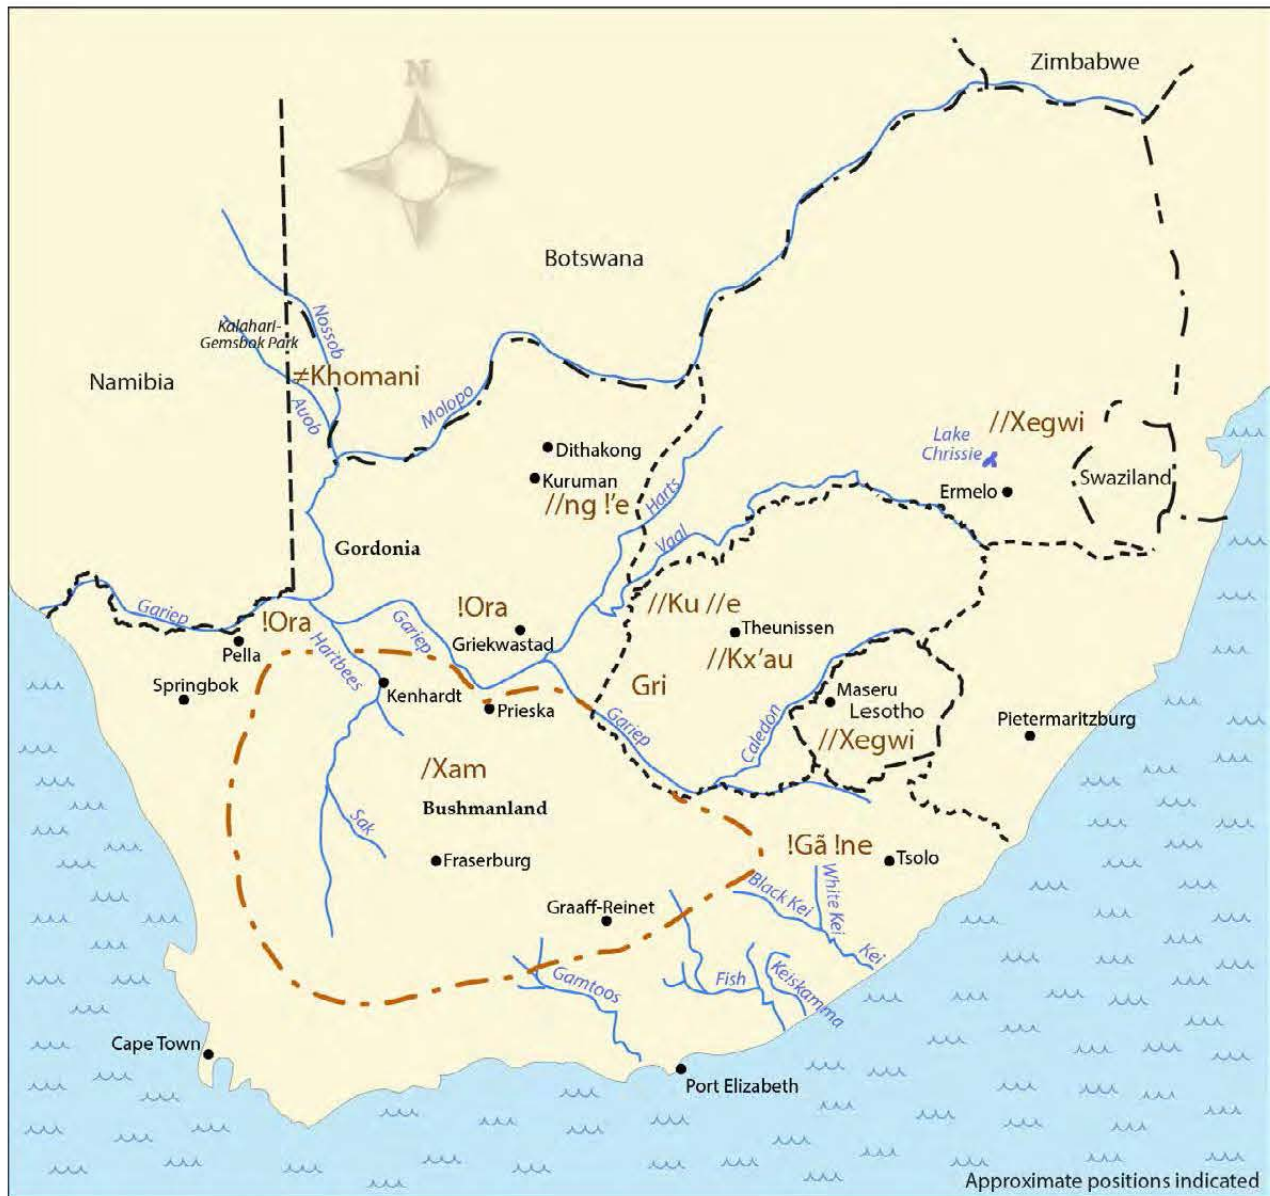 N
Zimbabwe
Botswana
Kalahari-
Gemsbok Park
Nossob
Namibia
≠Khomani
Auob
Molopo
//Xegwi
Lake
Chrissie
Swaziland
Dithakong
Kuruman
Ermelo
//ng !'e
Harts
Vaal
Gordonia
Gariep
!Ora
Pella
Hartbees
Gariep
!Ora
Griekwastad
//Ku //e
Theunissen
//Kx'au
Gri
Springbok
Kenhardt
Prieska
Gariep
Caledon
Maseru
Lesotho
//Xegwi
Pietermaritzburg
/Xam
Bushmanland
Sak
Fraserburg
!Gã !ne
Tsolo
Black Kei
White Kei
Kei
Graaff-Reinet
Gamtoos
Fish
Keiskamma
Cape Town
Port Elizabeth
Approximate positions indicated